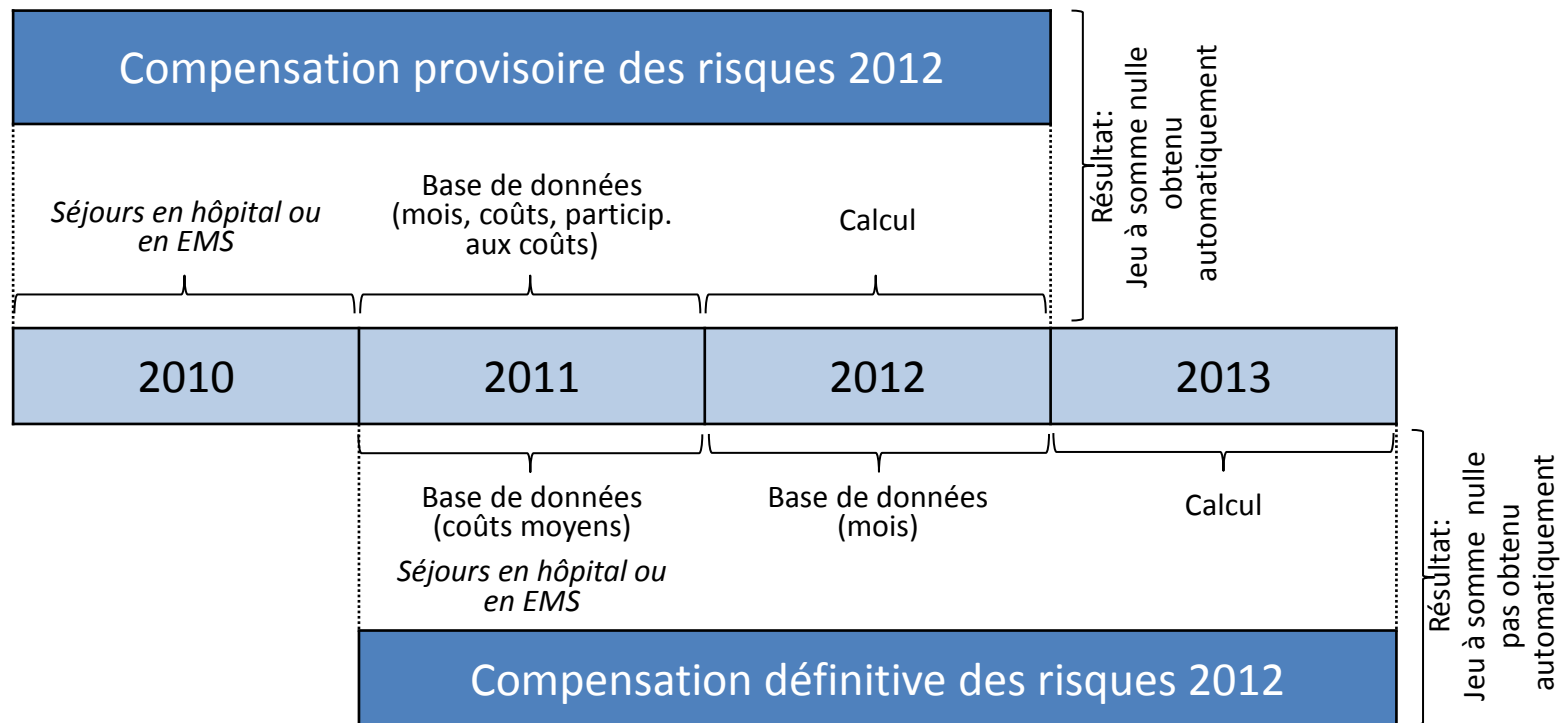 Compensation provisoire des risques 2012
Séjours en hôpital ou
en EMS
Base de données
(mois, coûts, particip.
aux coûts)
Calcul
Résultat:
Jeu à somme nulle
obtenu
automatiquement
2010
2011
2012
2013
Base de données
(coûts moyens)
Séjours en hôpital ou
en EMS
Base de données
(mois)
Calcul
Résultat:
Jeu à somme nulle
pas obtenu
automatiquement
Compensation définitive des risques 2012